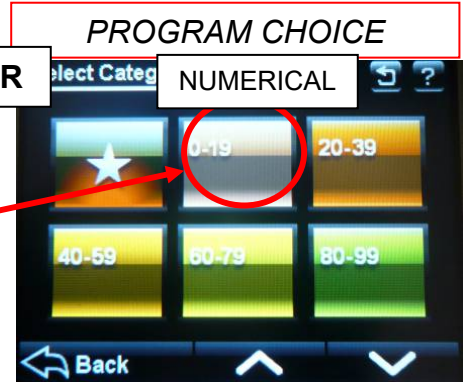 PROGRAM CHOICE
R
elect Categ
NUMERICAL
?
0-19
20-39
40-59
60-79
80-99
Back